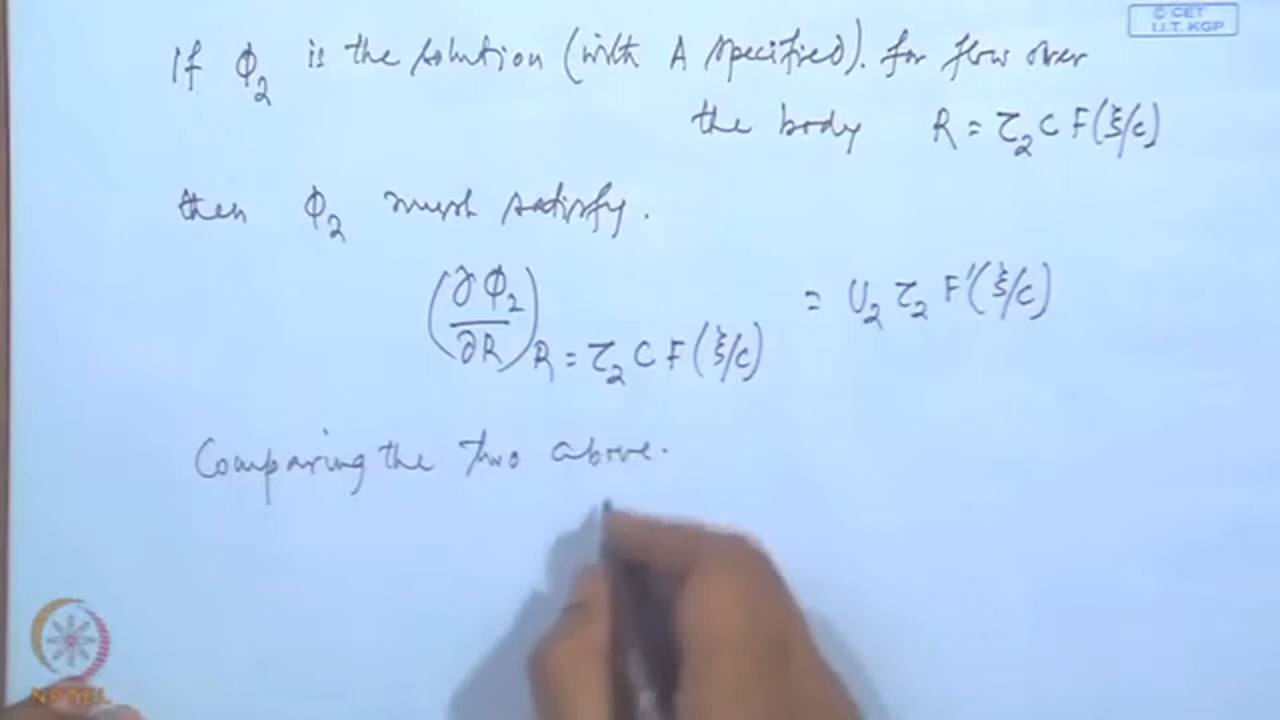 © CET
I.I.T. KGP
If ϕ₂ is the solution (with A specified). for flow over
the body R = τ₂ C F(ξ/c)
then ϕ₂ must satisfy.
(∂ϕ₂/∂R)R = τ₂ C F(ξ/c) = U₂ τ₂ F'(ξ/c)
Comparing the two above.
NPTEL